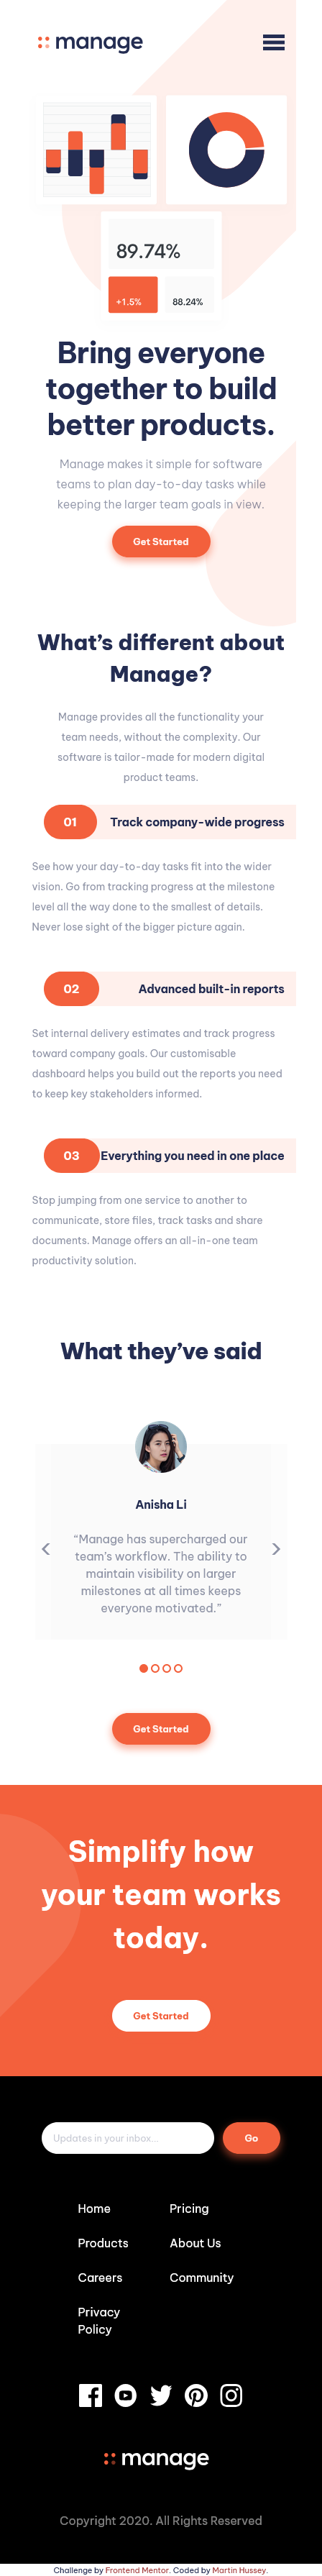 manage
89.74%
+1.5%
88.24%
Bring everyone
together to build
better products.
Manage makes it simple for software
teams to plan day-to-day tasks while
keeping the larger team goals in view.
Get Started
What’s different about
Manage?
Manage provides all the functionality your
team needs, without the complexity. Our
software is tailor-made for modern digital
product teams.
01 Track company-wide progress
See how your day-to-day tasks fit into the wider
vision. Go from tracking progress at the milestone
level all the way done to the smallest of details.
Never lose sight of the bigger picture again.
02 Advanced built-in reports
Set internal delivery estimates and track progress
toward company goals. Our customisable
dashboard helps you build out the reports you need
to keep key stakeholders informed.
03 Everything you need in one place
Stop jumping from one service to another to
communicate, store files, track tasks and share
documents. Manage offers an all-in-one team
productivity solution.
What they’ve said
Anisha Li
“Manage has supercharged our
team’s workflow. The ability to
maintain visibility on larger
milestones at all times keeps
everyone motivated.”
Get Started
Simplify how
your team works
today.
Get Started
Updates in your inbox...
Go
Home
Pricing
Products
About Us
Careers
Community
Privacy
Policy
manage
Copyright 2020. All Rights Reserved
Challenge by Frontend Mentor. Coded by Martin Hussey.